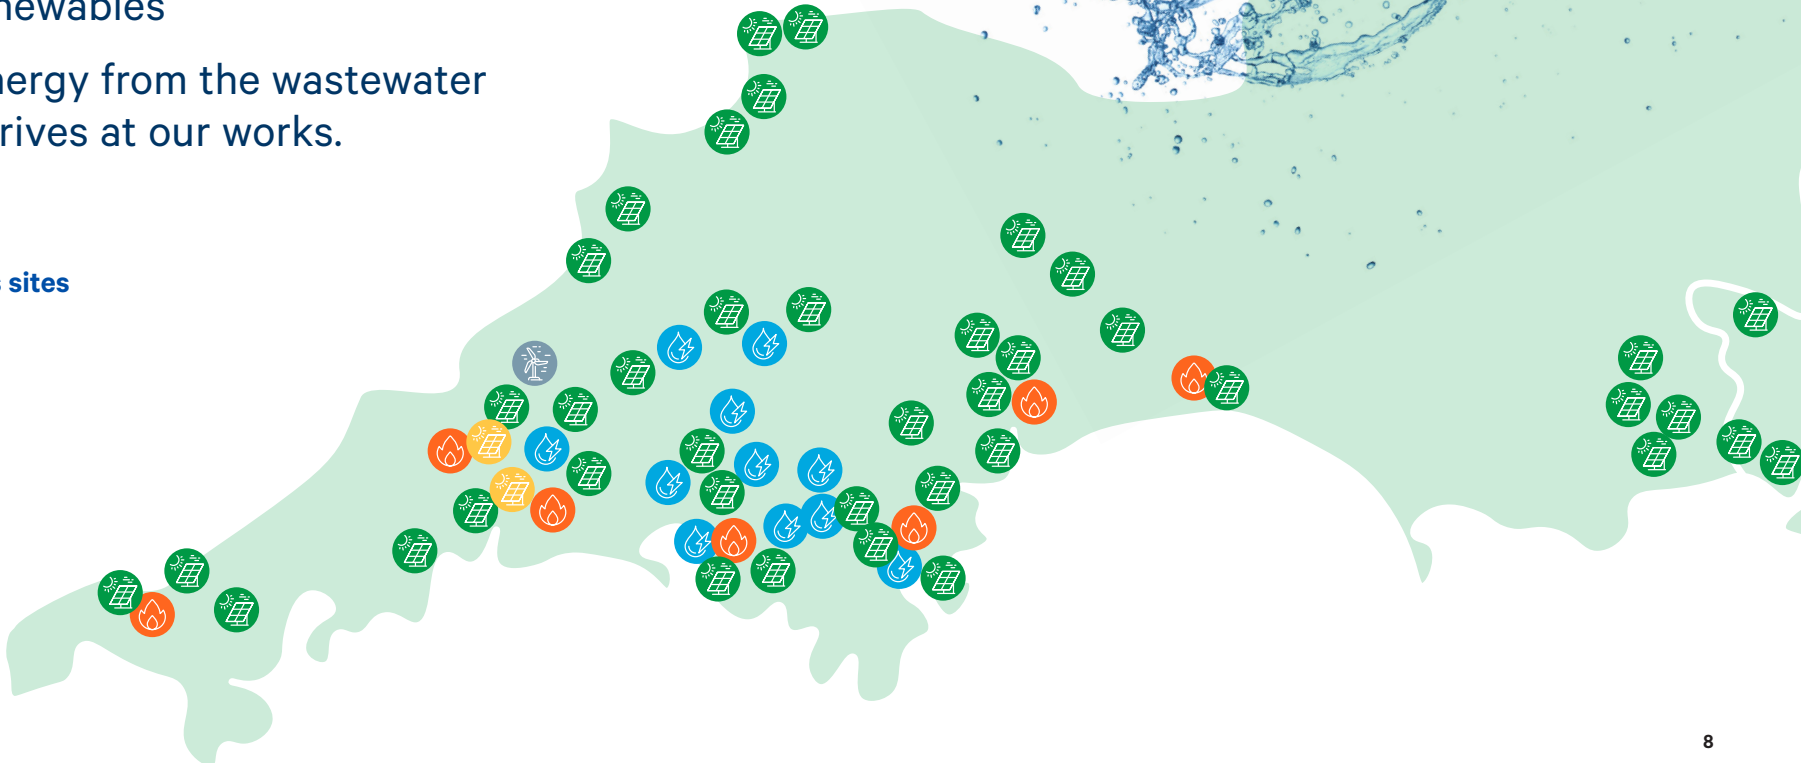 newables
nergy from the wastewater
rives at our works.
s sites
8